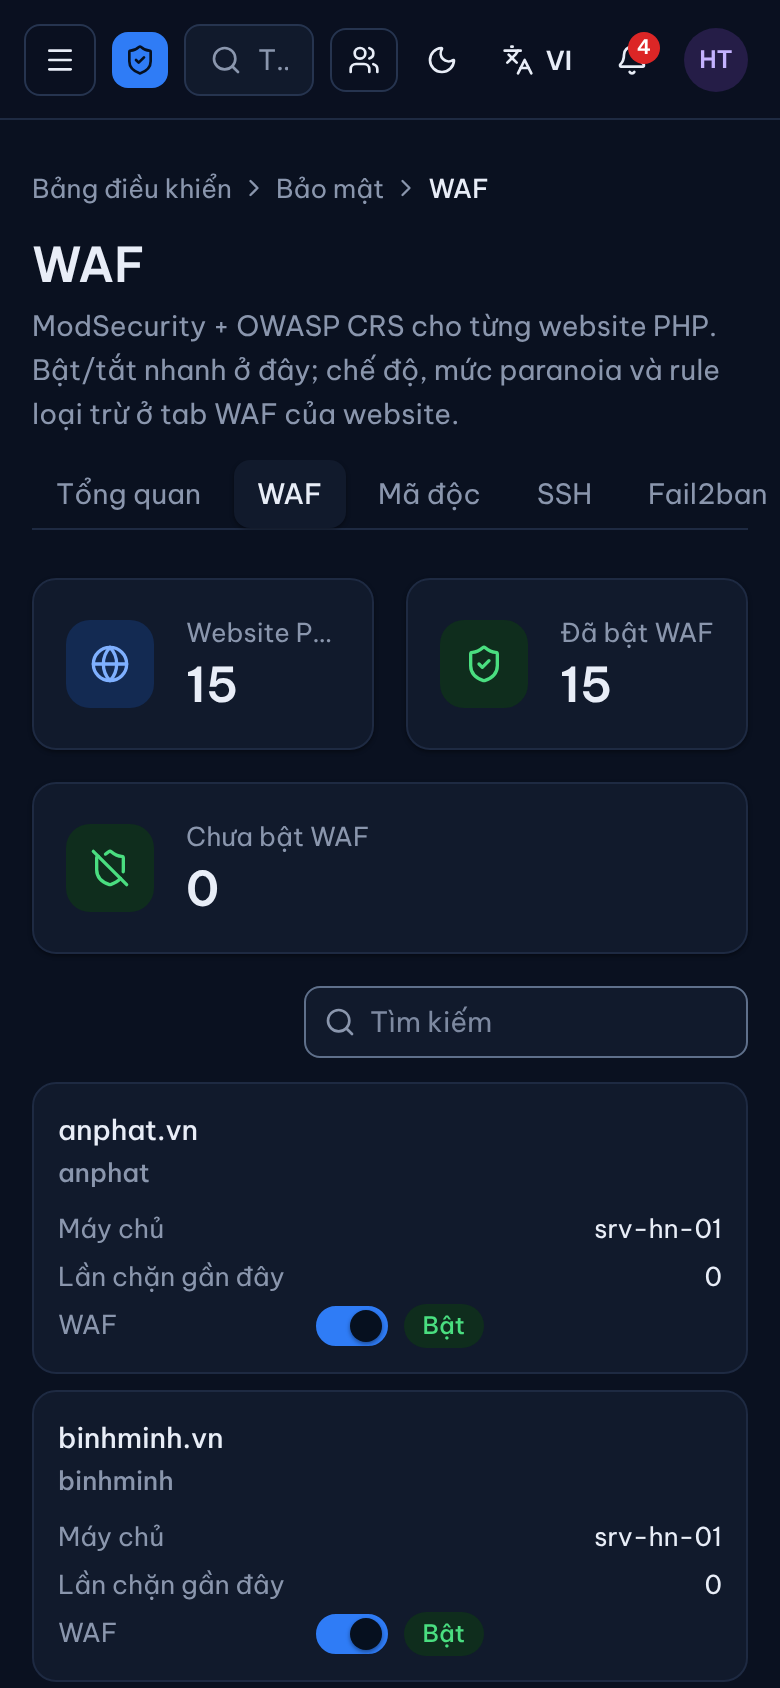 T..
VI
4
HT
Bảng điều khiển > Bảo mật > WAF
WAF
ModSecurity + OWASP CRS cho từng website PHP.
Bật/tắt nhanh ở đây; chế độ, mức paranoia và rule
loại trừ ở tab WAF của website.
Tổng quan WAF Mã độc SSH Fail2ban
Website P...
15
Đã bật WAF
15
Chưa bật WAF
0
Tìm kiếm
anphat.vn
anphat
Máy chủ srv-hn-01
Lần chặn gần đây 0
WAF Bật
binhminh.vn
binhminh
Máy chủ srv-hn-01
Lần chặn gần đây 0
WAF Bật